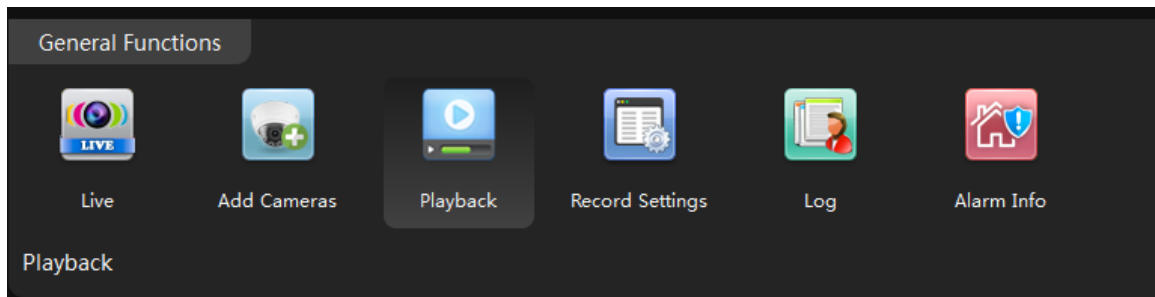 General Functions
LIVE
Live Add Cameras Playback Record Settings Log Alarm Info
Playback